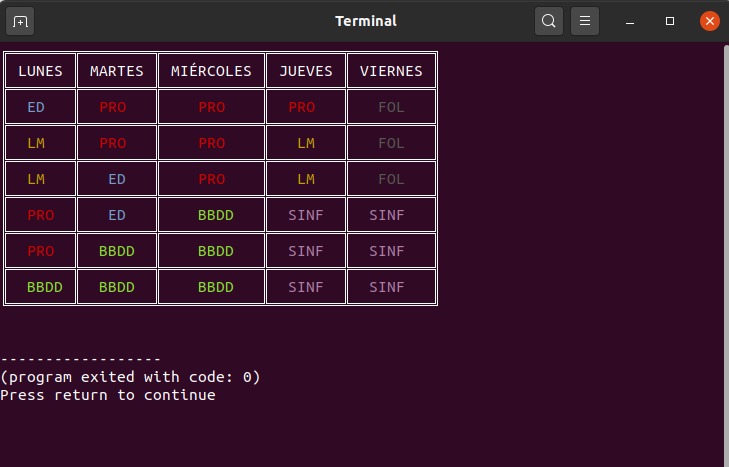 Terminal
LUNES MARTES MIÉRCOLES JUEVES VIERNES
ED PRO PRO PRO FOL
LM PRO PRO LM FOL
LM ED PRO LM FOL
PRO ED BBDD SINF SINF
PRO BBDD BBDD SINF SINF
BBDD BBDD BBDD SINF SINF
------------------
(program exited with code: 0)
Press return to continue